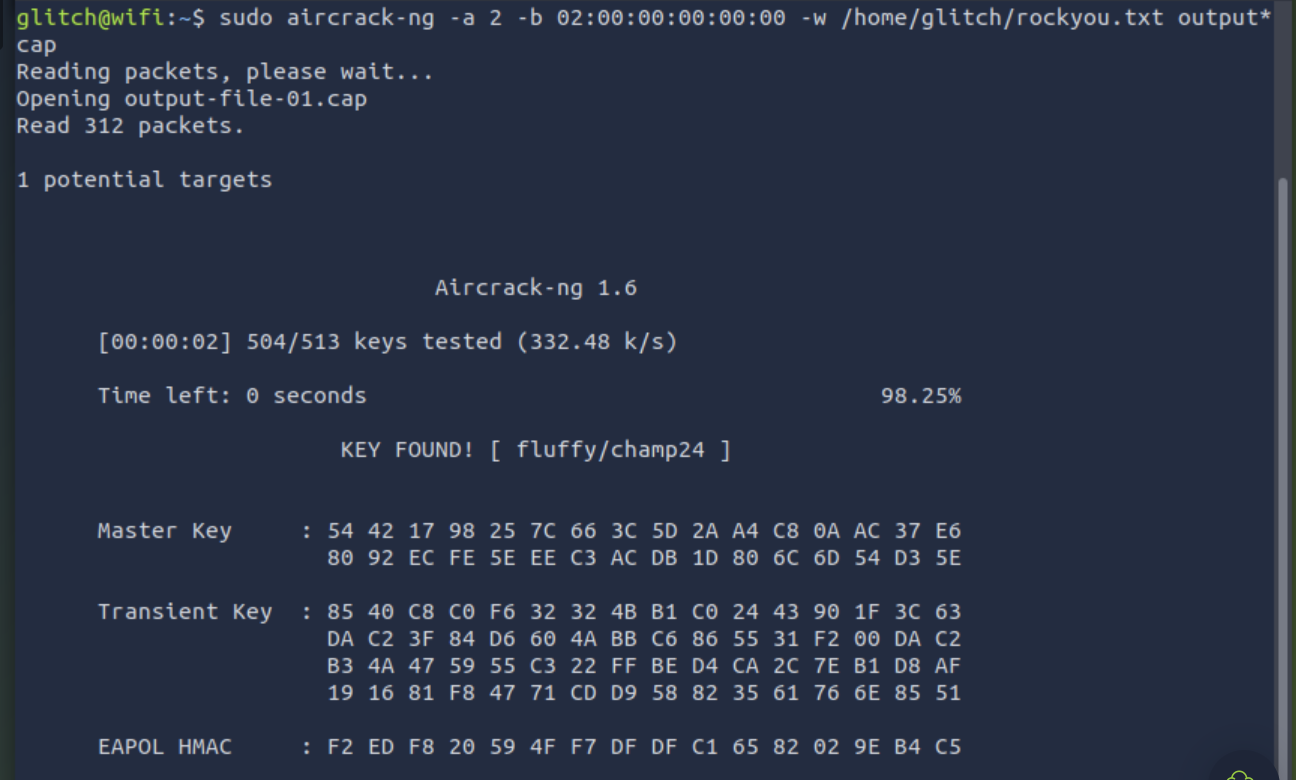 glitch@wifi:~$ sudo aircrack-ng -a 2 -b 02:00:00:00:00:00 -w /home/glitch/rockyou.txt output*
cap
Reading packets, please wait...
Opening output-file-01.cap
Read 312 packets.
1 potential targets
Aircrack-ng 1.6
[00:00:02] 504/513 keys tested (332.48 k/s)
Time left: 0 seconds 98.25%
KEY FOUND! [ fluffy/champ24 ]
Master Key : 54 42 17 98 25 7C 66 3C 5D 2A A4 C8 0A AC 37 E6
80 92 EC FE 5E EE C3 AC DB 1D 80 6C 6D 54 D3 5E
Transient Key : 85 40 C8 C0 F6 32 32 4B B1 C0 24 43 90 1F 3C 63
DA C2 3F 84 D6 60 4A BB C6 86 55 31 F2 00 DA C2
B3 4A 47 59 55 C3 22 FF BE D4 CA 2C 7E B1 D8 AF
19 16 81 F8 47 71 CD D9 58 82 35 61 76 6E 85 51
EAPOL HMAC : F2 ED F8 20 59 4F F7 DF DF C1 65 82 02 9E B4 C5